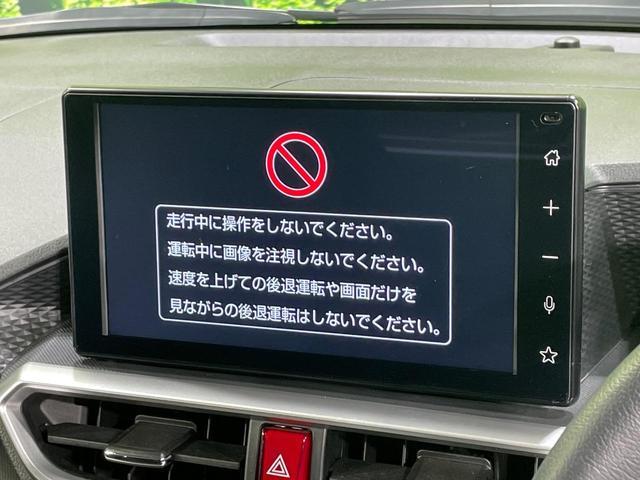 走行中に操作をしないでください。
運転中に画像を注視しないでください。
速度を上げての後退運転や画面だけを
見ながらの後退運転はしないでください。